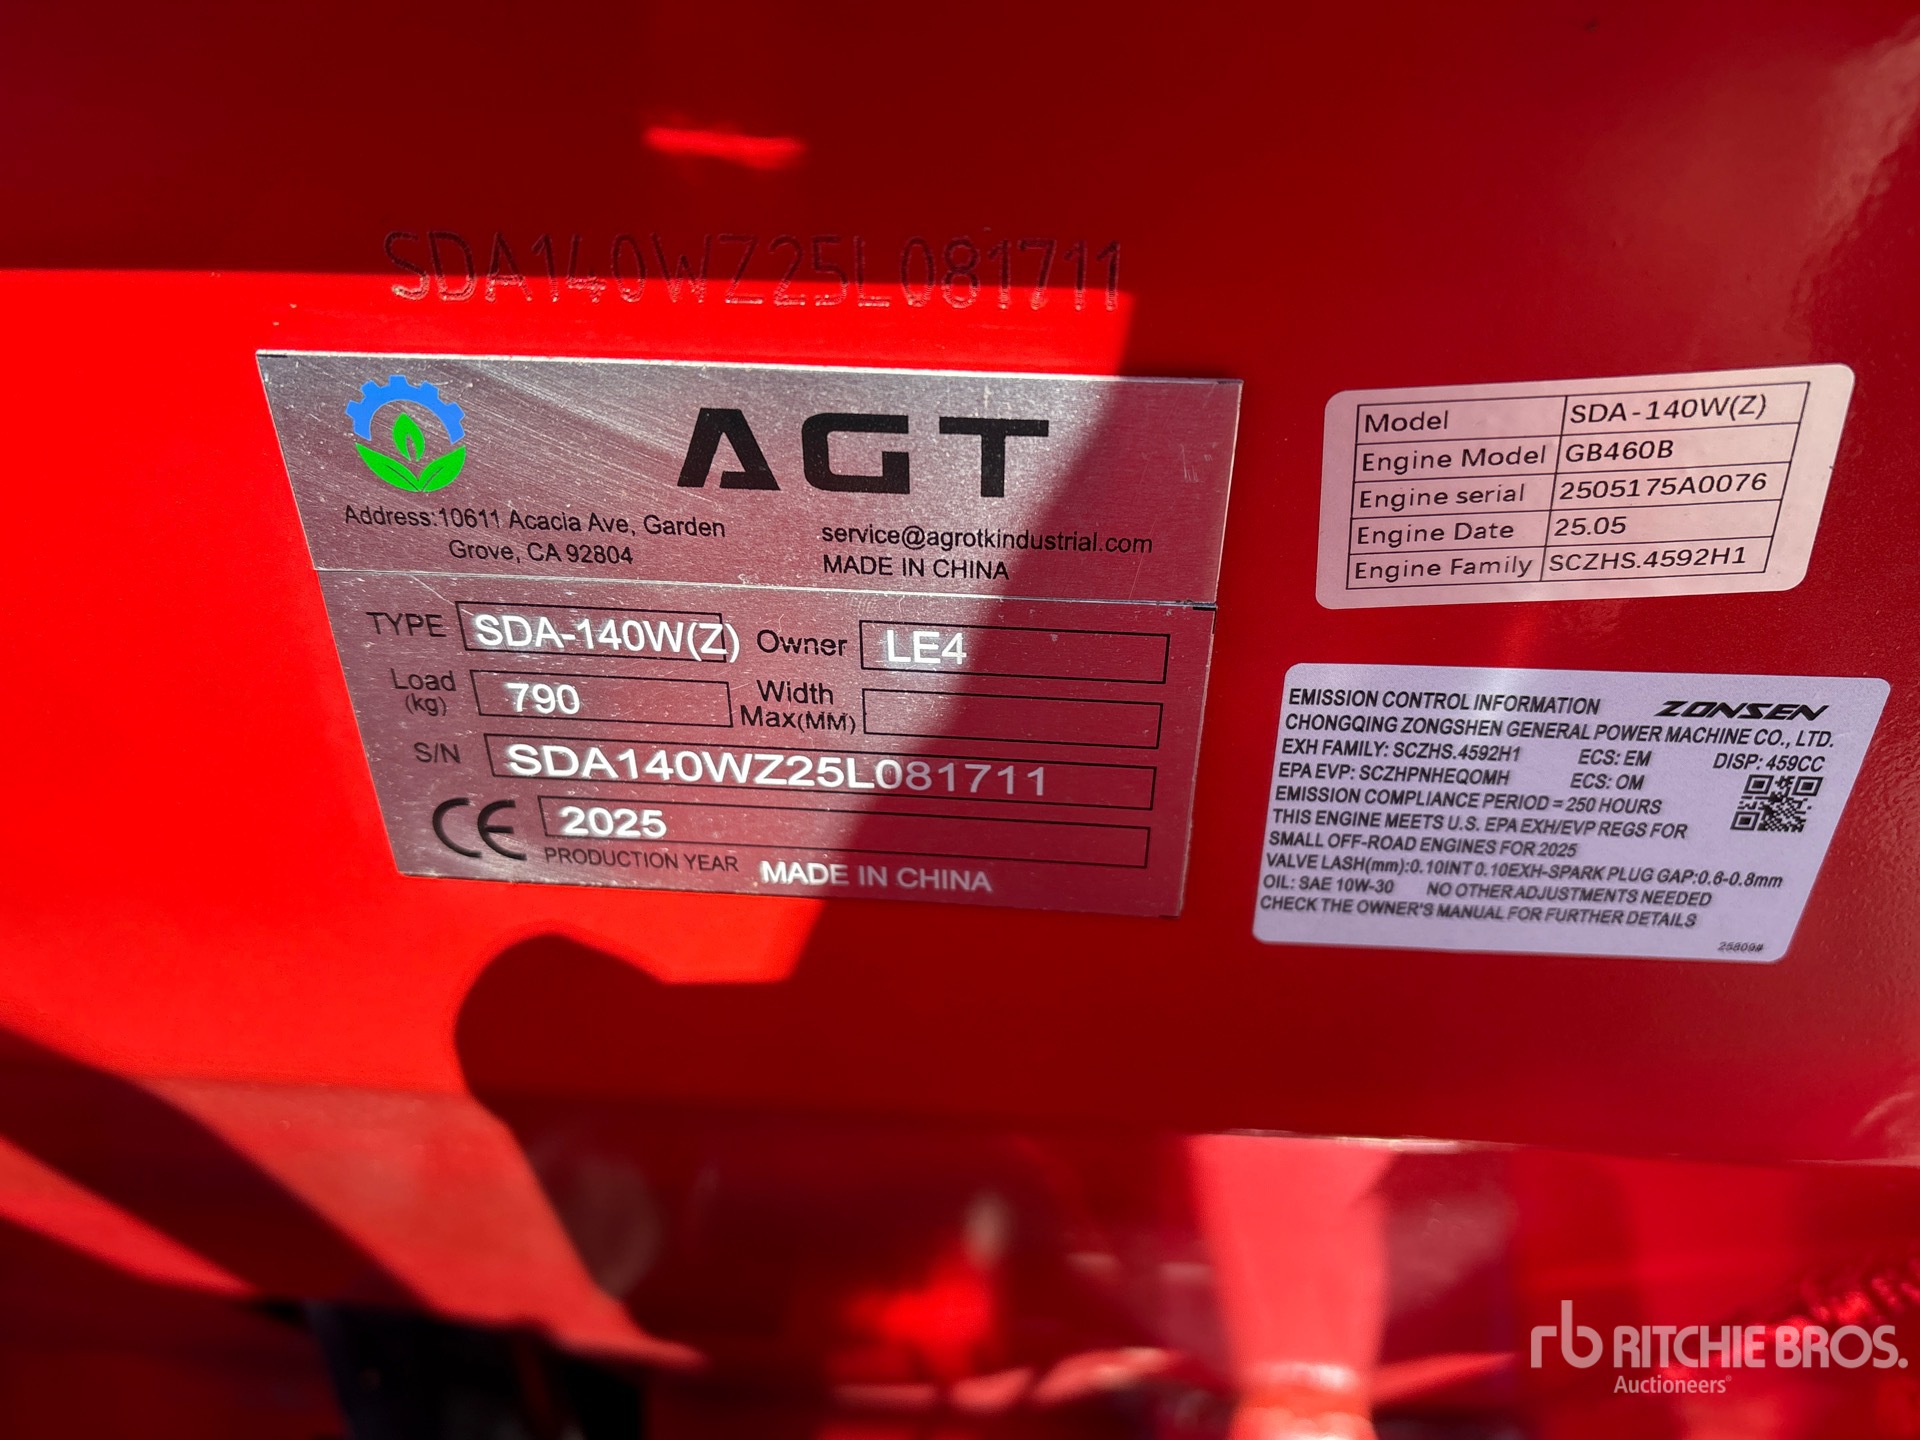 SDA140WZ25L081711
AGT
Address:10611 Acacia Ave, Garden
Grove, CA 92804
service@agrotkindustrial.com
MADE IN CHINA
TYPE SDA-140W(Z) Owner LE4
Load (kg) 790 Width Max(MM)
S/N SDA140WZ25L081711
CE 2025
PRODUCTION YEAR MADE IN CHINA
Model SDA-140W(Z)
Engine Model GB460B
Engine serial 2505175A0076
Engine Date 25.05
Engine Family SCZHS.4592H1
EMISSION CONTROL INFORMATION ZONSEN
CHONGQING ZONGSHEN GENERAL POWER MACHINE CO., LTD.
EXH FAMILY: SCZHS.4592H1 ECS: EM DISP: 459CC
EPA EVP: SCZHPNHEQOMH ECS: OM
EMISSION COMPLIANCE PERIOD = 250 HOURS
THIS ENGINE MEETS U.S. EPA EXH/EVP REGS FOR
SMALL OFF-ROAD ENGINES FOR 2025
VALVE LASH(mm):0.10INT 0.10EXH-SPARK PLUG GAP:0.6-0.8mm
OIL: SAE 10W-30 NO OTHER ADJUSTMENTS NEEDED
CHECK THE OWNER'S MANUAL FOR FURTHER DETAILS
25809#
rb RITCHIE BROS.
Auctioneers